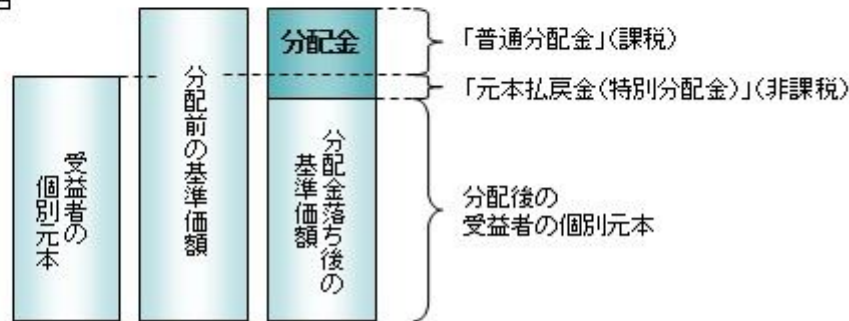 受益者の
個別元本
分配前の基準価額
分配金
分配金落ち後の
基準価額
「普通分配金」(課税)
「元本払戻金(特別分配金)」(非課税)
分配後の
受益者の個別元本